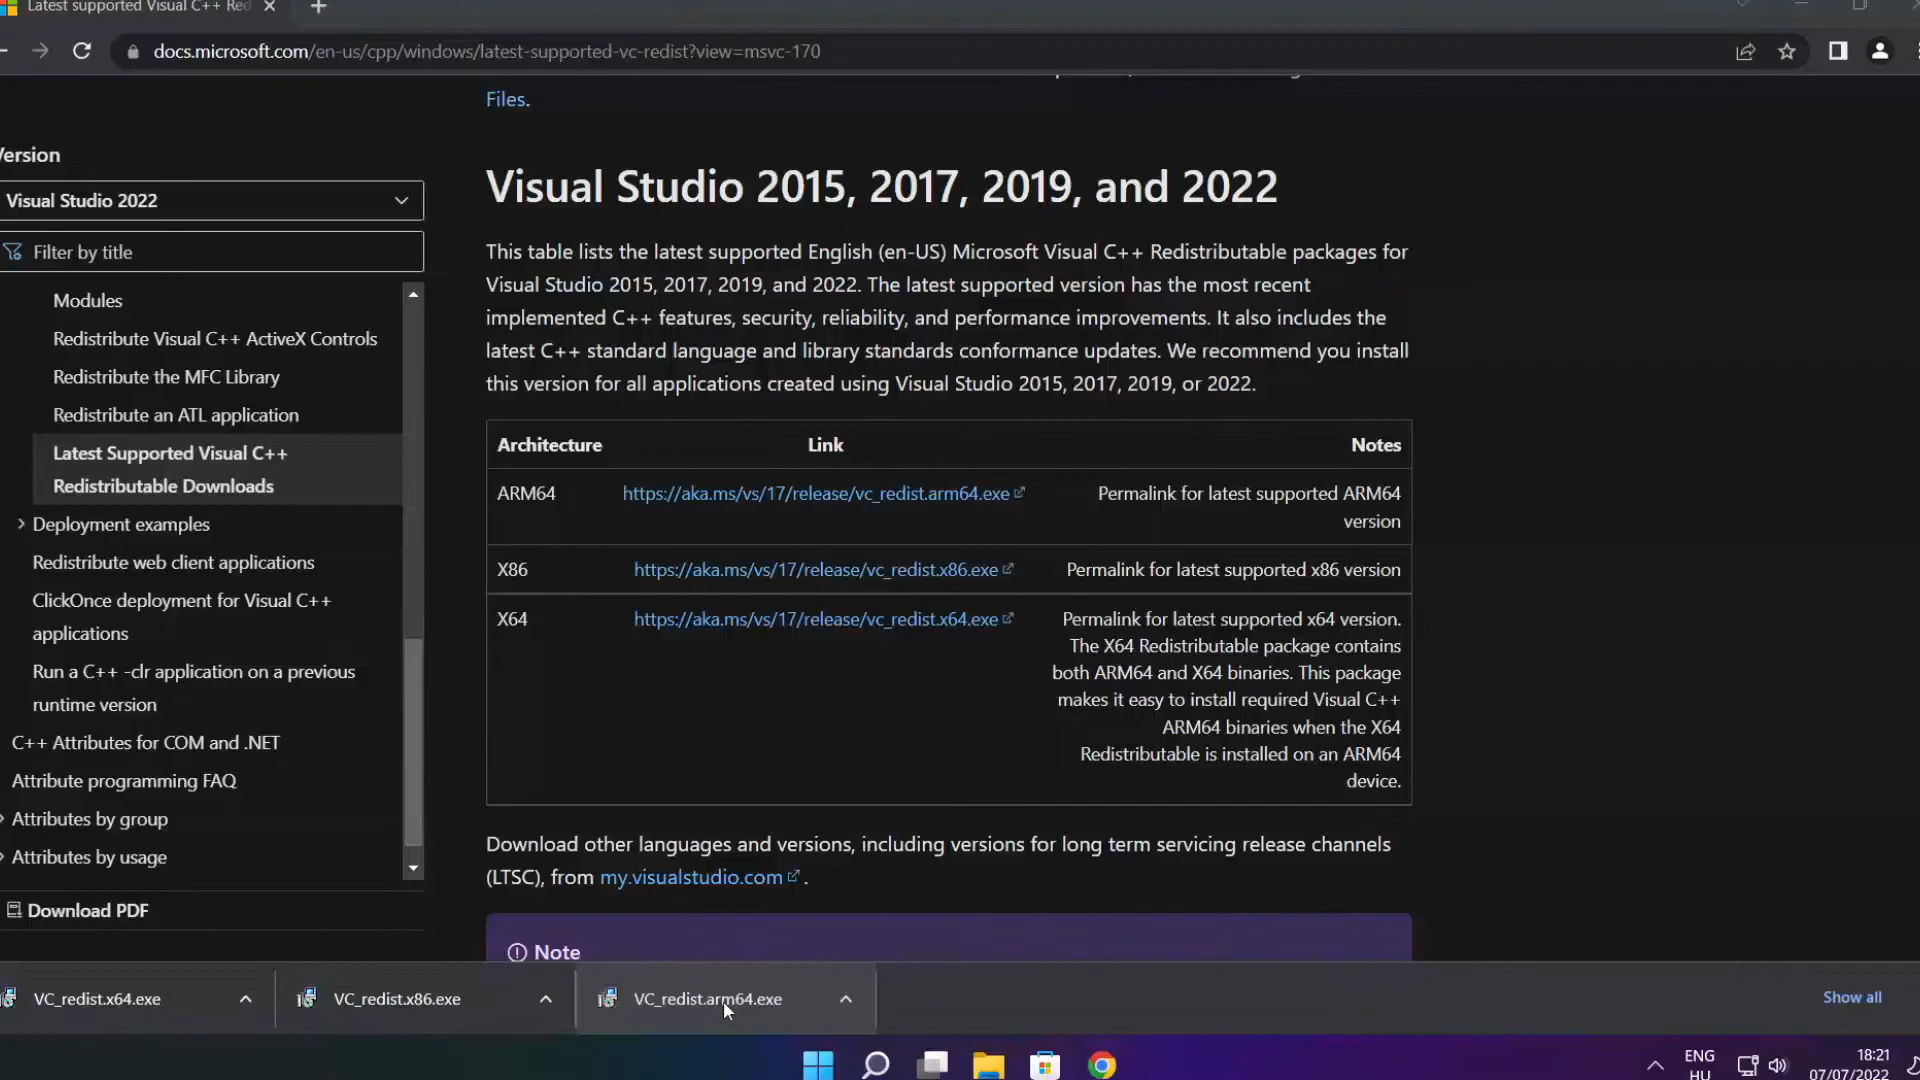 Latest supported Visual C++ Red
docs.microsoft.com/en-us/cpp/windows/latest-supported-vc-redist?view=msvc-170
Version
Visual Studio 2022
Filter by title
Modules
Redistribute Visual C++ ActiveX Controls
Redistribute the MFC Library
Redistribute an ATL application
Latest Supported Visual C++
Redistributable Downloads
Deployment examples
Redistribute web client applications
ClickOnce deployment for Visual C++
applications
Run a C++ -clr application on a previous
runtime version
C++ Attributes for COM and .NET
Attribute programming FAQ
Attributes by group
Attributes by usage
Download PDF
Files.
Visual Studio 2015, 2017, 2019, and 2022
This table lists the latest supported English (en-US) Microsoft Visual C++ Redistributable packages for
Visual Studio 2015, 2017, 2019, and 2022. The latest supported version has the most recent
implemented C++ features, security, reliability, and performance improvements. It also includes the
latest C++ standard language and library standards conformance updates. We recommend you install
this version for all applications created using Visual Studio 2015, 2017, 2019, or 2022.
Architecture Link Notes
ARM64 https://aka.ms/vs/17/release/vc_redist.arm64.exe Permalink for latest supported ARM64
version
X86 https://aka.ms/vs/17/release/vc_redist.x86.exe Permalink for latest supported x86 version
X64 https://aka.ms/vs/17/release/vc_redist.x64.exe Permalink for latest supported x64 version.
The X64 Redistributable package contains
both ARM64 and X64 binaries. This package
makes it easy to install required Visual C++
ARM64 binaries when the X64
Redistributable is installed on an ARM64
device.
Download other languages and versions, including versions for long term servicing release channels
(LTSC), from my.visualstudio.com .
Note
VC_redist.x64.exe
VC_redist.x86.exe
VC_redist.arm64.exe
Show all
ENG
HU
18:21
07/07/2022